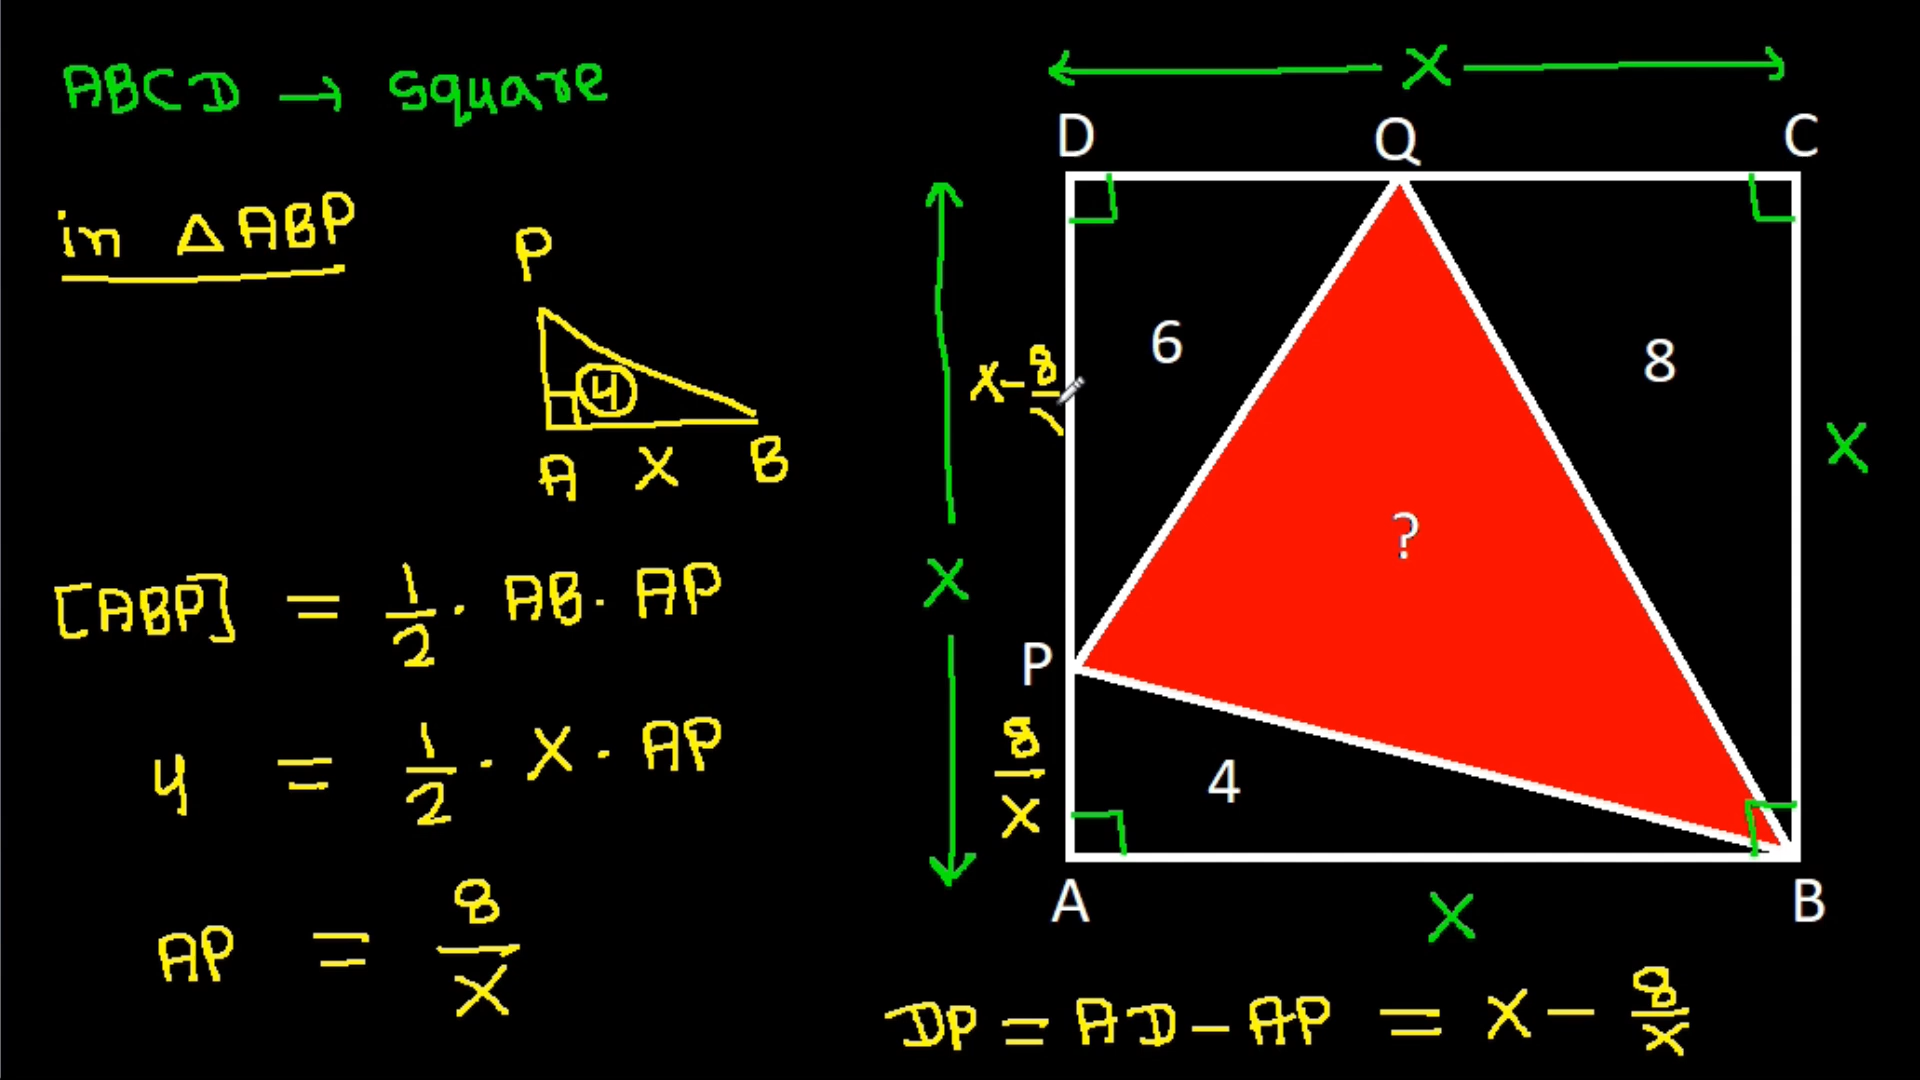 ABCD → Square
in △ABP
P
4
A X B
[ABP] = 1/2 · AB · AP
4 = 1/2 · X · AP
AP = 8/X
X
D Q C
6
8
X - 8/
X
X
?
P
8/X
4
A B
X
DP = AD - AP = X - 8/X